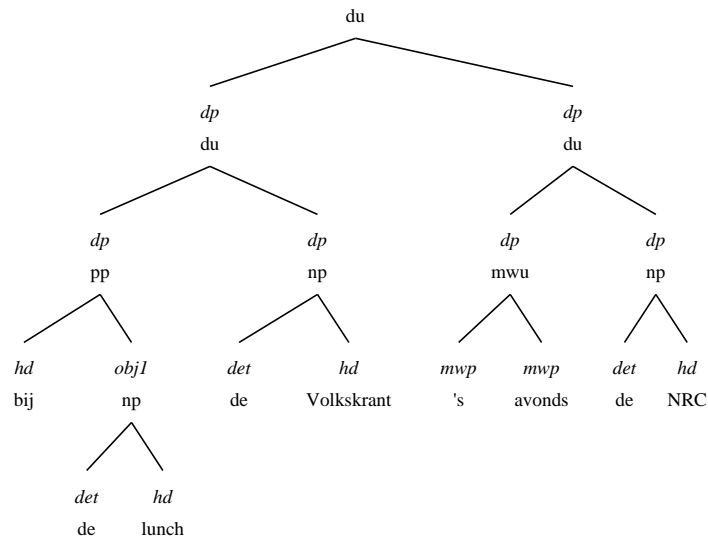 du
dp dp
du du
dp dp dp dp
pp np mwu np
hd obj1 det hd mwp mwp det hd
bij np de Volkskrant 's avonds de NRC
det hd
de lunch